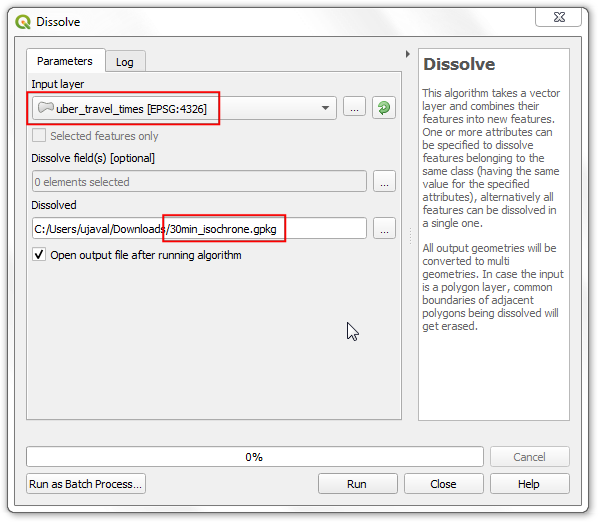 Dissolve
Parameters
Log
Input layer
uber_travel_times [EPSG:4326]
...
Selected features only
Dissolve field(s) [optional]
0 elements selected
...
Dissolved
C:/Users/ujaval/Downloads/30min_isochrone.gpkg
...
Open output file after running algorithm
Dissolve
This algorithm takes a vector
layer and combines their
features into new features.
One or more attributes can
be specified to dissolve
features belonging to the
same class (having the same
value for the specified
attributes), alternatively all
features can be dissolved in
a single one.
All output geometries will be
converted to multi
geometries. In case the input
is a polygon layer, common
boundaries of adjacent
polygons being dissolved will
get erased.
0%
Cancel
Run as Batch Process...
Run
Close
Help